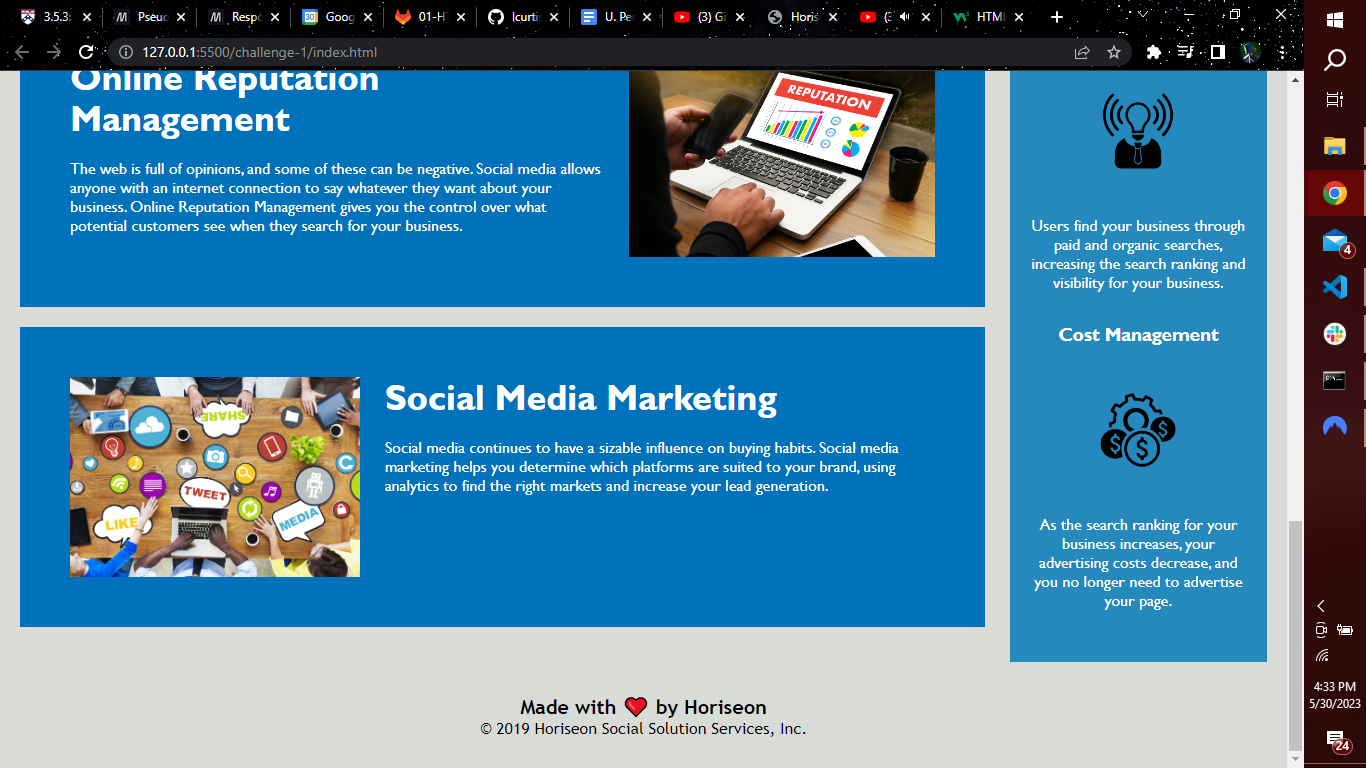 3.5.3:
Pseud
Respo
Goog
01-HT
lcurtis
U. Pe
(3) Gi
Horis
(3
HTML
127.0.0.1:5500/challenge-1/index.html
Online Reputation
Management
The web is full of opinions, and some of these can be negative. Social media allows
anyone with an internet connection to say whatever they want about your
business. Online Reputation Management gives you the control over what
potential customers see when they search for your business.
REPUTATION
Social Media Marketing
Social media continues to have a sizable influence on buying habits. Social media
marketing helps you determine which platforms are suited to your brand, using
analytics to find the right markets and increase your lead generation.
SHARE
TWEET
LIKE
MEDIA
Users find your business through
paid and organic searches,
increasing the search ranking and
visibility for your business.
Cost Management
$
$
$
As the search ranking for your
business increases, your
advertising costs decrease, and
you no longer need to advertise
your page.
Made with ❤️ by Horiseon
© 2019 Horiseon Social Solution Services, Inc.
4
4:33 PM
5/30/2023
24